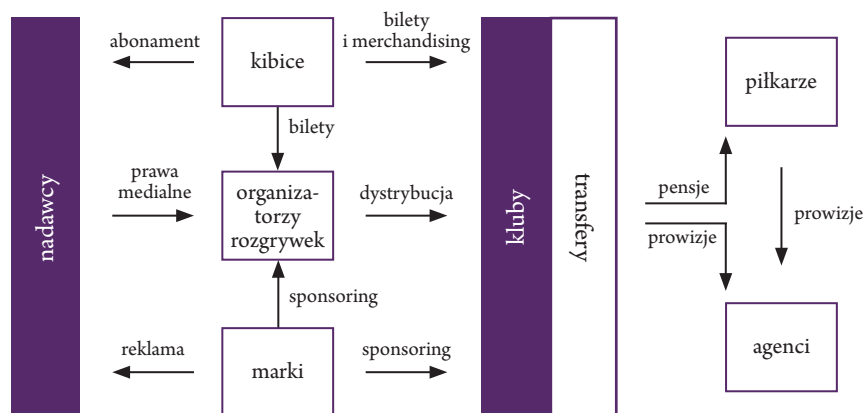 abonament
kibice
bilety
i merchandising
piłkarze
bilety
nadawcy
prawa
medialne
organiza-
torzy
rozgrywek
dystrybucja
kluby
transfery
pensje
prowizje
prowizje
sponsoring
reklama
marki
sponsoring
agenci